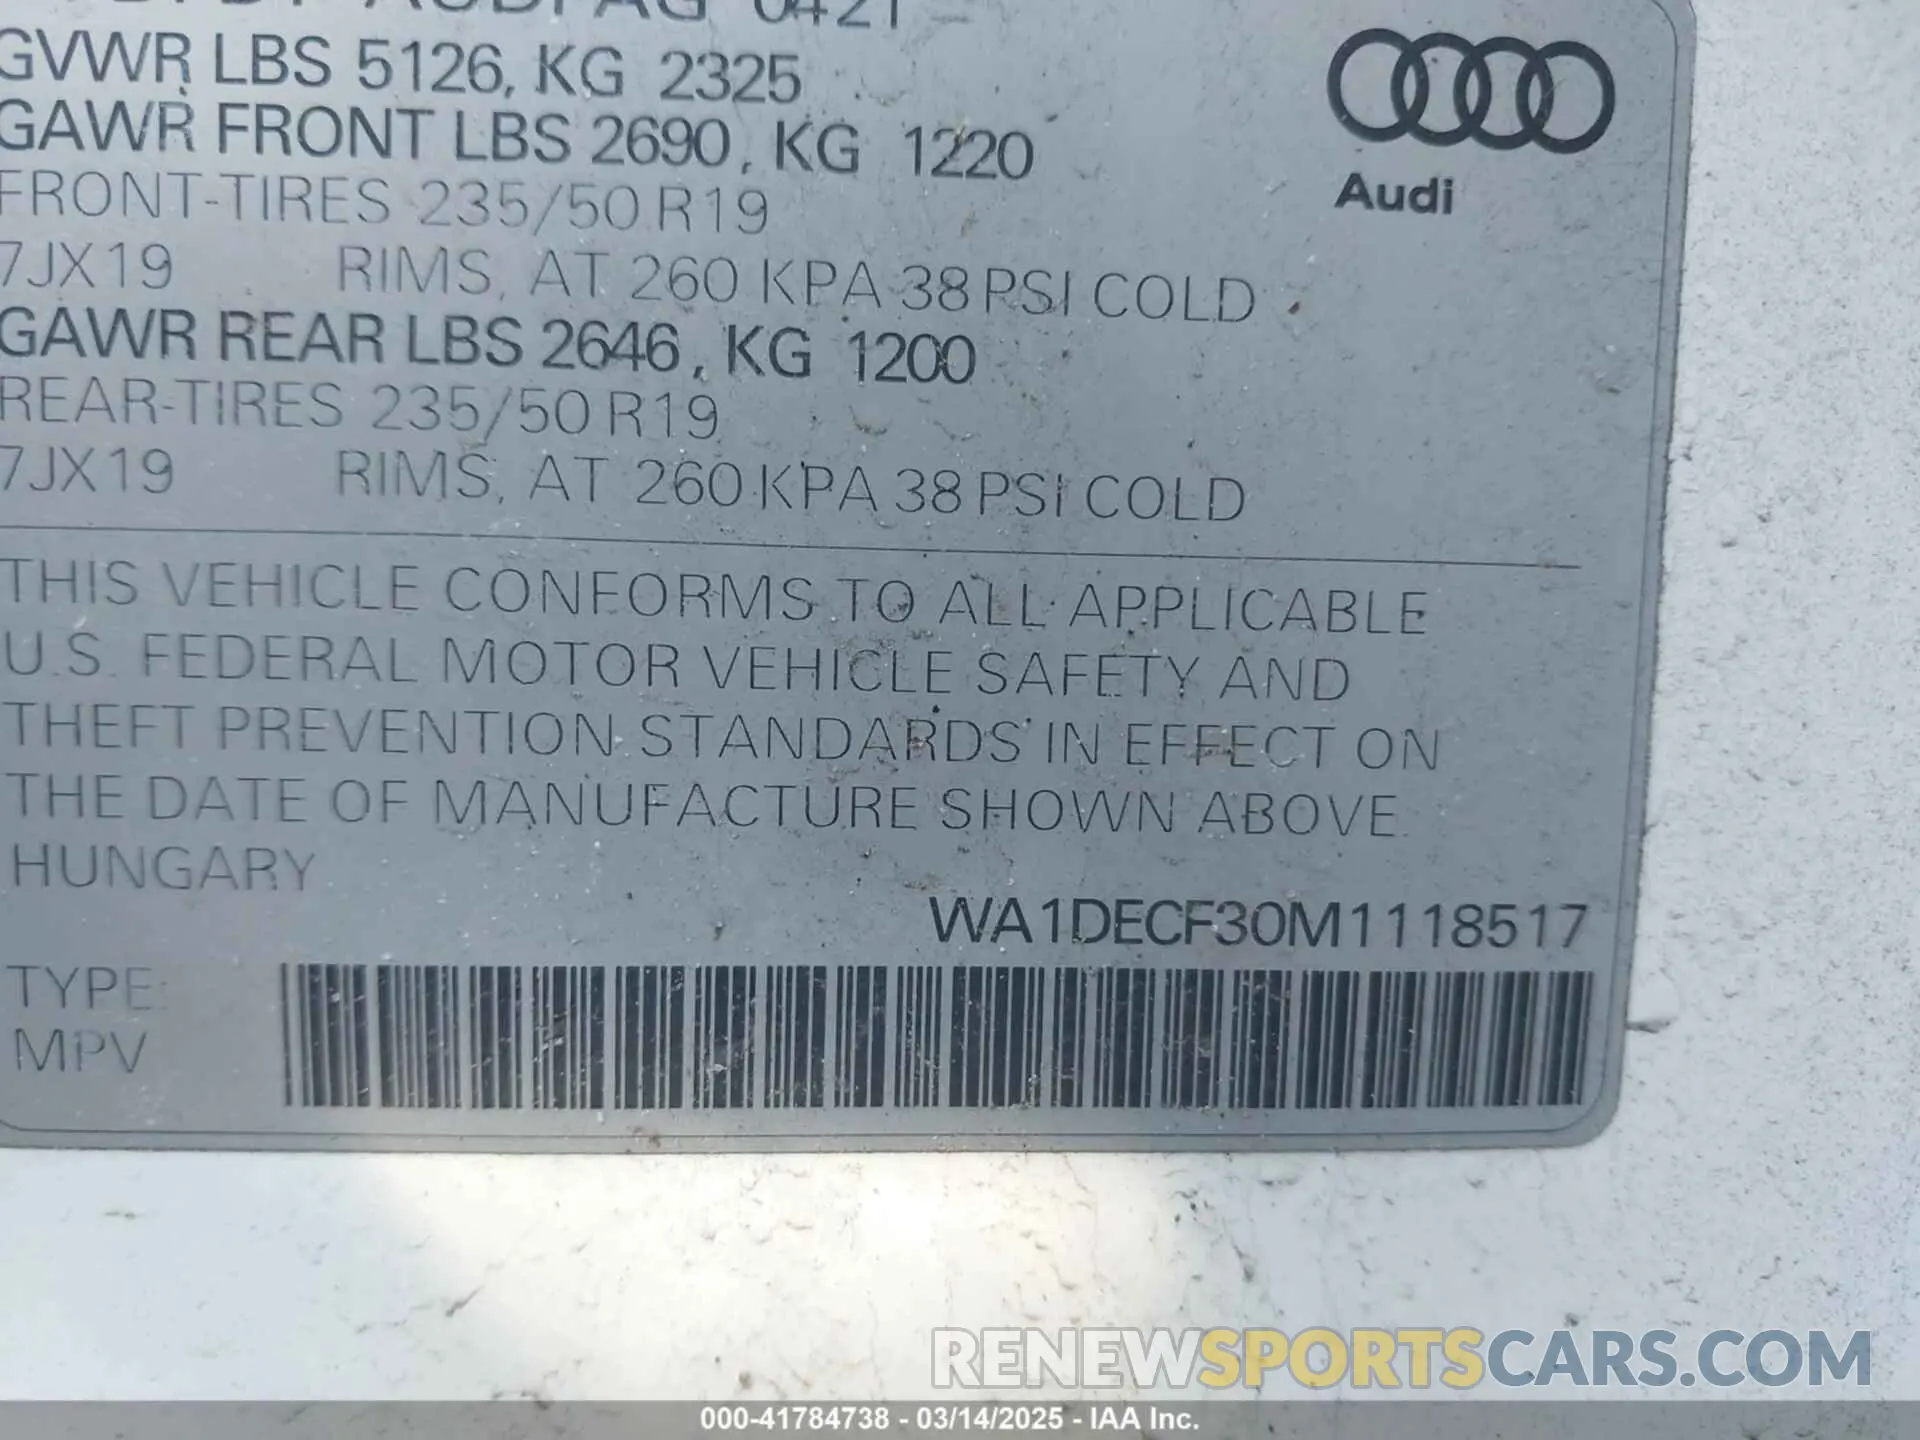 AUDI AG 0421
GVWR LBS 5126, KG 2325
GAWR FRONT LBS 2690, KG 1220
FRONT-TIRES 235/50 R19
7JX19 RIMS, AT 260 KPA 38 PSI COLD
GAWR REAR LBS 2646, KG 1200
REAR-TIRES 235/50 R19
7JX19 RIMS, AT 260 KPA 38 PSI COLD
Audi
THIS VEHICLE CONFORMS TO ALL APPLICABLE
U.S. FEDERAL MOTOR VEHICLE SAFETY AND
THEFT PREVENTION STANDARDS IN EFFECT ON
THE DATE OF MANUFACTURE SHOWN ABOVE.
HUNGARY
WA1DECF30M1118517
TYPE:
MPV
RENEWSPORTSCARS.COM
000-41784738 - 03/14/2025 - IAA Inc.